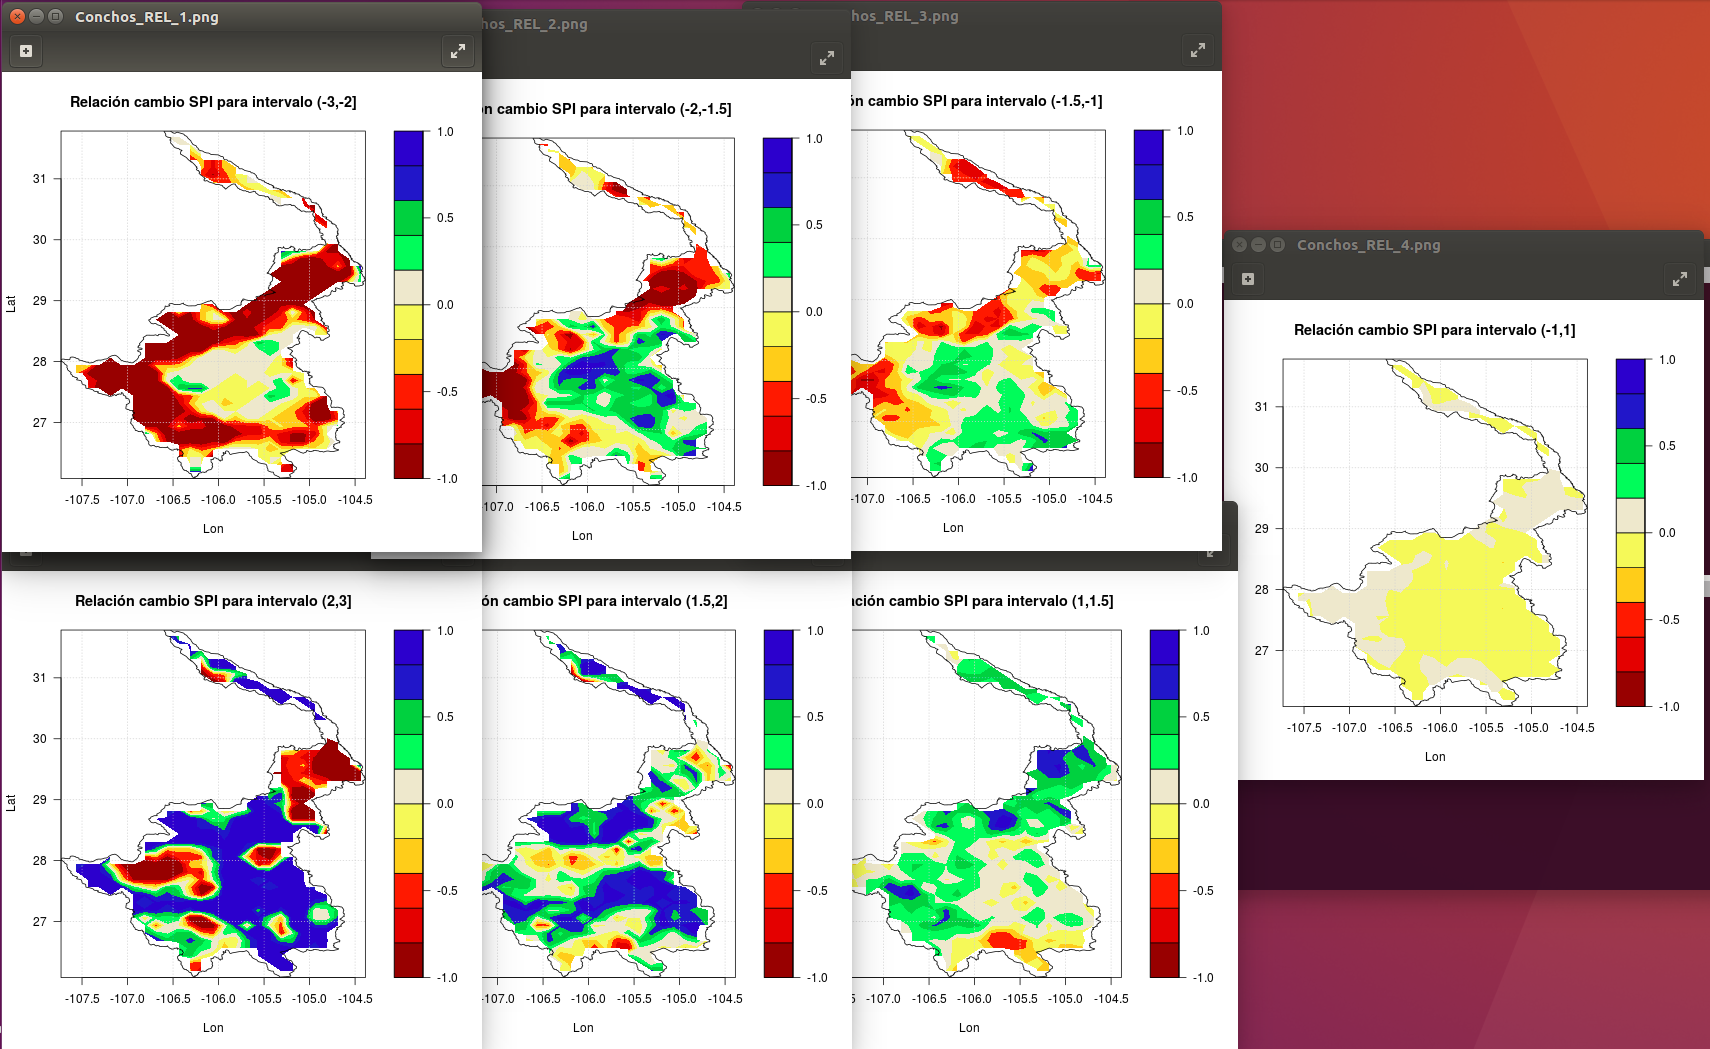 Conchos_REL_1.png
Relación cambio SPI para intervalo (-3,-2]
1.0
0.5
0.0
-0.5
-1.0
31
30
29
28
27
Lat
-107.5 -107.0 -106.5 -106.0 -105.5 -105.0 -104.5
Lon
hos_REL_2.png
ón cambio SPI para intervalo (-2,-1.5]
1.0
0.5
0.0
-0.5
-1.0
107.0 -106.5 -106.0 -105.5 -105.0 -104.5
Lon
hos_REL_3.png
ón cambio SPI para intervalo (-1.5,-1]
1.0
0.5
0.0
-0.5
-1.0
-107.0 -106.5 -106.0 -105.5 -105.0 -104.5
Lon
Conchos_REL_4.png
Relación cambio SPI para intervalo (-1,1]
1.0
0.5
0.0
-0.5
-1.0
31
30
29
28
27
-107.5 -107.0 -106.5 -106.0 -105.5 -105.0 -104.5
Lon
Relación cambio SPI para intervalo (2,3]
1.0
0.5
0.0
-0.5
-1.0
31
30
29
28
27
Lat
-107.5 -107.0 -106.5 -106.0 -105.5 -105.0 -104.5
Lon
ón cambio SPI para intervalo (1.5,2]
1.0
0.5
0.0
-0.5
-1.0
107.0 -106.5 -106.0 -105.5 -105.0 -104.5
Lon
ación cambio SPI para intervalo (1,1.5]
1.0
0.5
0.0
-0.5
-1.0
5 -107.0 -106.5 -106.0 -105.5 -105.0 -104.5
Lon